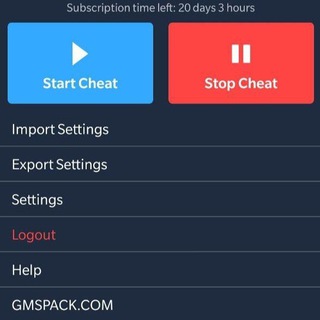 Subscription time left: 20 days 3 hours
Start Cheat
Stop Cheat
Import Settings
Export Settings
Settings
Logout
Help
GMSPACK.COM